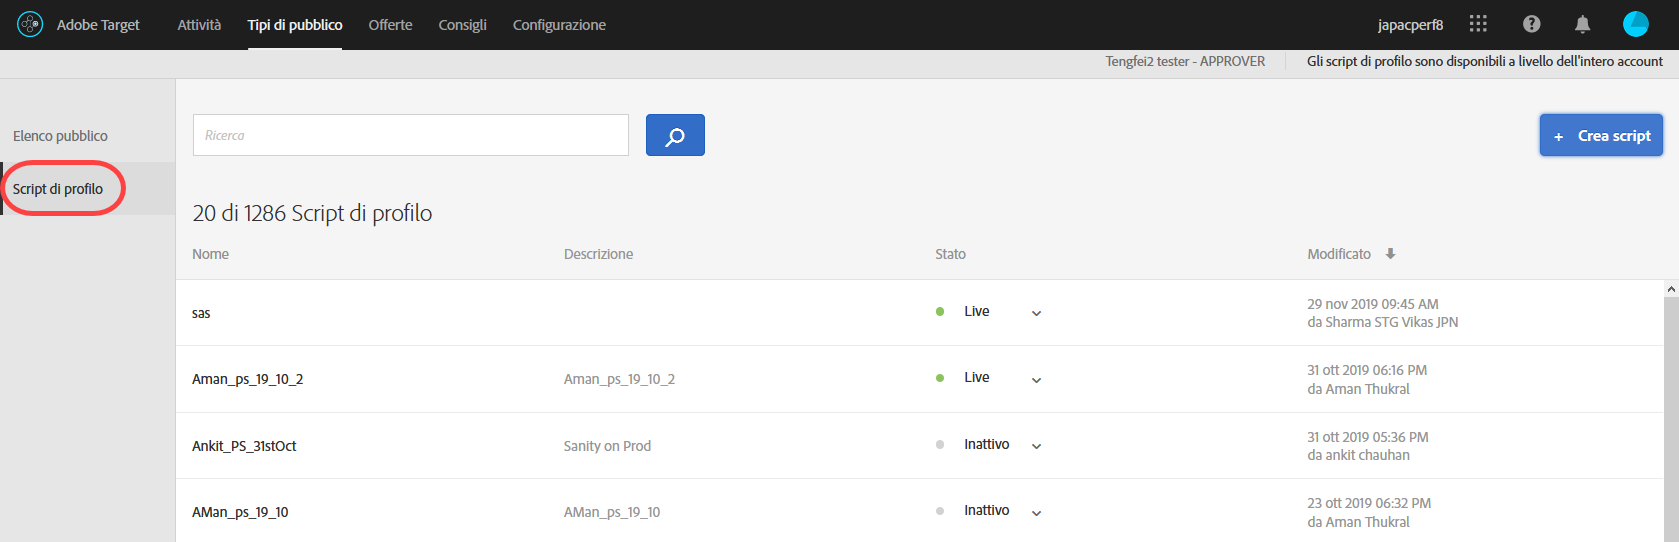 Adobe Target Attività Tipi di pubblico Offerte Consigli Configurazione japacperf8
Tengfei2 tester - APPROVER Gli script di profilo sono disponibili a livello dell'intero account
Elenco pubblico
Script di profilo
Ricerca
+ Crea script
20 di 1286 Script di profilo
Nome Descrizione Stato Modificato
sas Live 29 nov 2019 09:45 AM
da Sharma STG Vikas JPN
Aman_ps_19_10_2 Aman_ps_19_10_2 Live 31 ott 2019 06:16 PM
da Aman Thukral
Ankit_PS_31stOct Sanity on Prod Inattivo 31 ott 2019 05:36 PM
da ankit chauhan
AMan_ps_19_10 AMan_ps_19_10 Inattivo 23 ott 2019 06:32 PM
da Aman Thukral